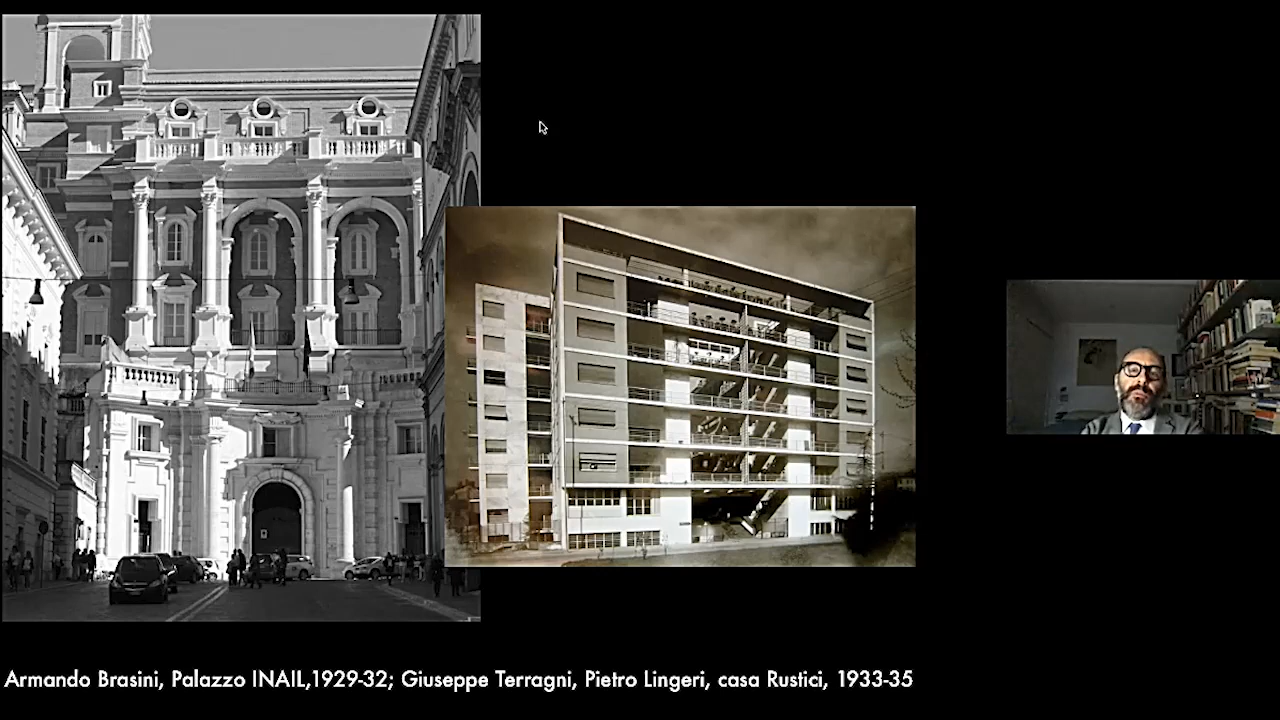 Armando Brasini, Palazzo INAIL,1929-32; Giuseppe Terragni, Pietro Lingeri, casa Rustici, 1933-35